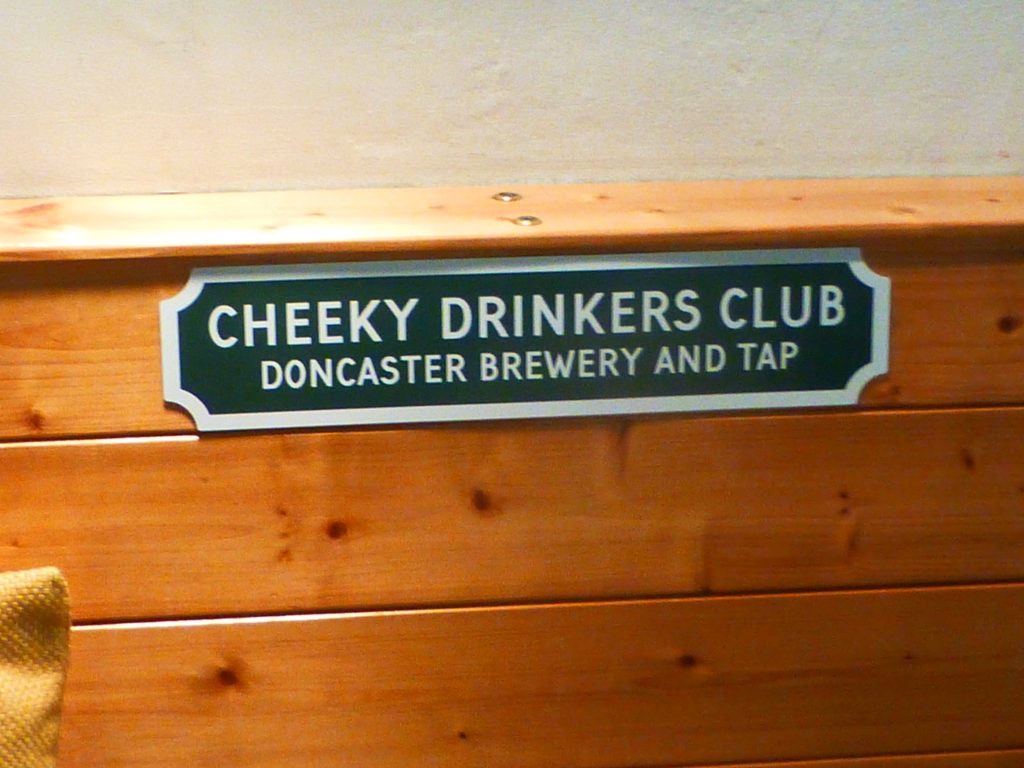 CHEEKY DRINKERS CLUB
DONCASTER BREWERY AND TAP